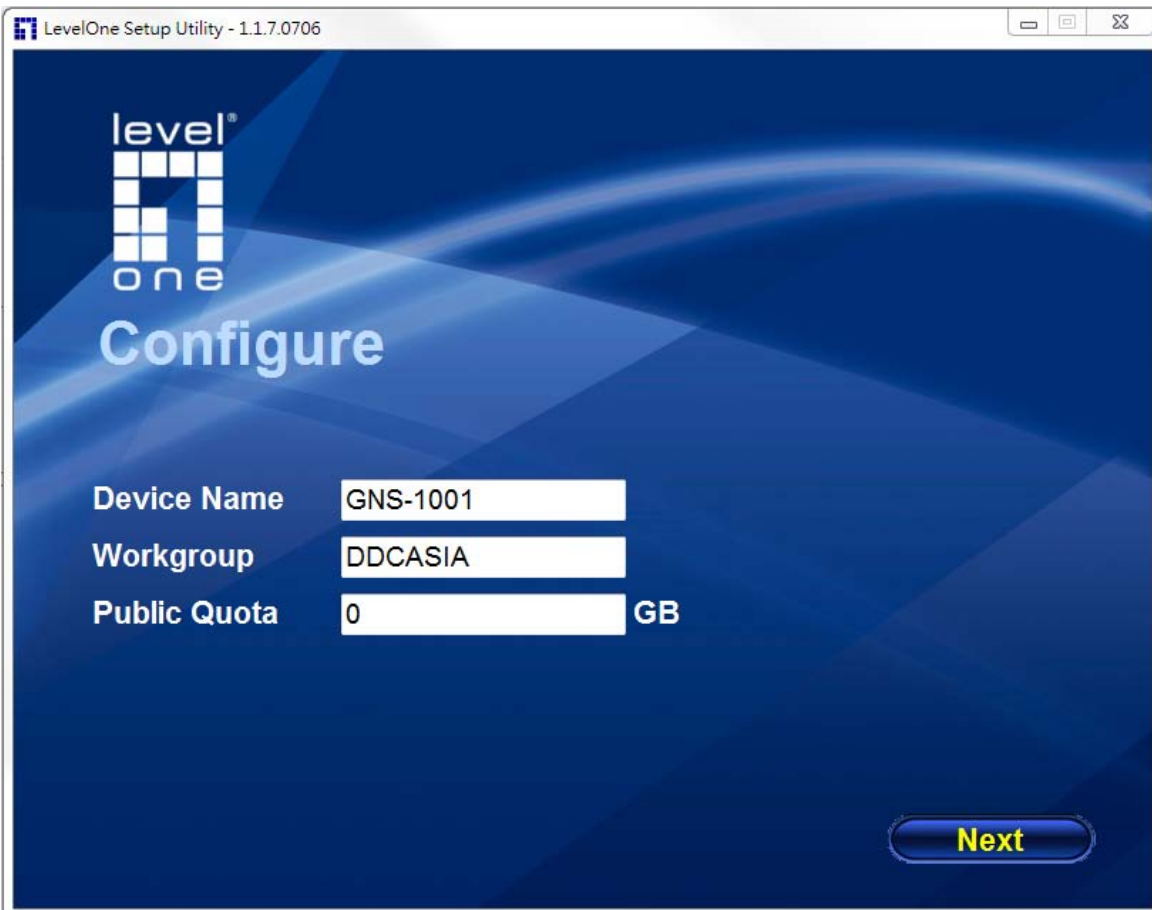 LevelOne Setup Utility - 1.1.7.0706
level®
one
Configure
Device Name GNS-1001
Workgroup DDCASIA
Public Quota 0 GB
Next